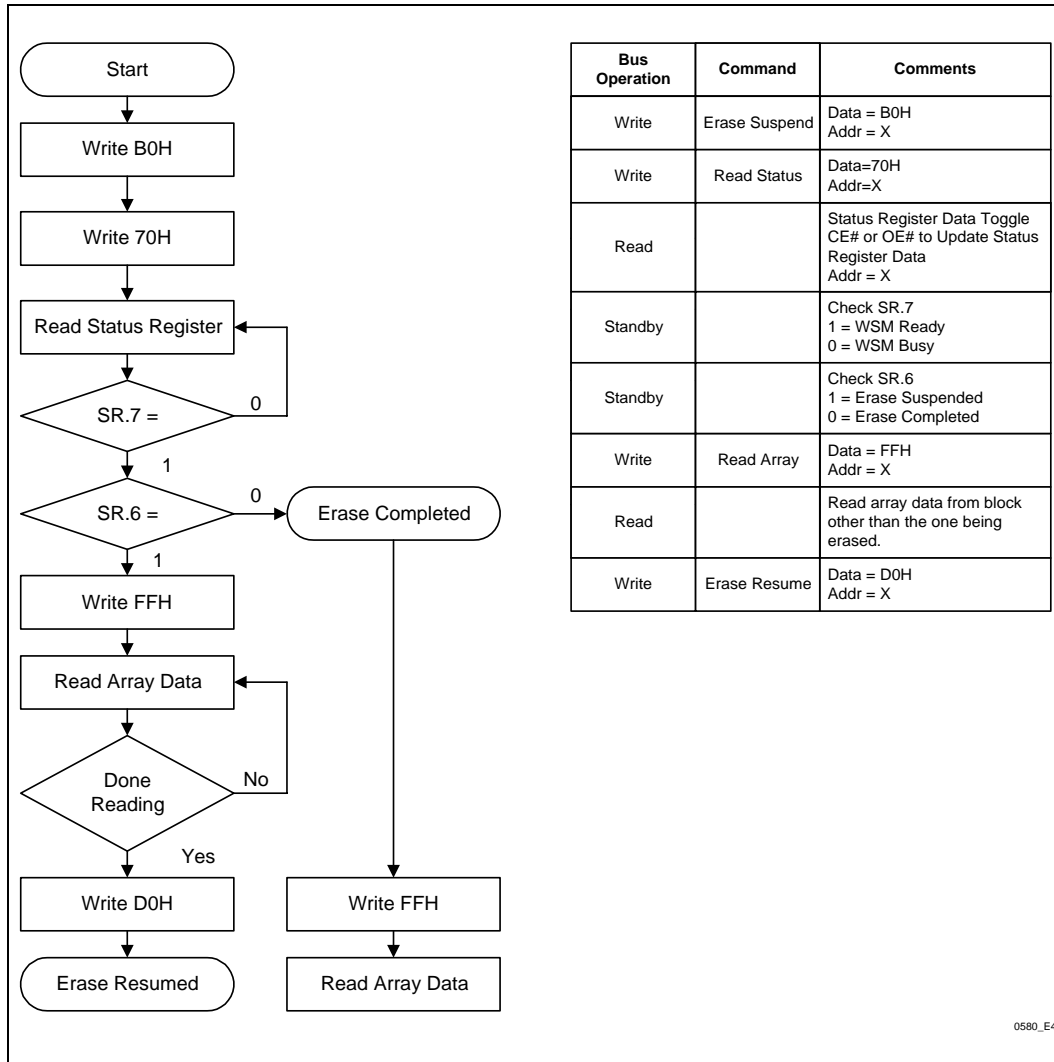 Start
Write B0H
Write 70H
Read Status Register
SR.7 =
0
1
SR.6 =
0
Erase Completed
1
Write FFH
Read Array Data
Done
Reading
No
Yes
Write D0H
Write FFH
Erase Resumed
Read Array Data
Bus
Operation
Command
Comments
Write
Erase Suspend
Data = B0H
Addr = X
Write
Read Status
Data=70H
Addr=X
Read
Status Register Data Toggle
CE# or OE# to Update Status
Register Data
Addr = X
Standby
Check SR.7
1 = WSM Ready
0 = WSM Busy
Standby
Check SR.6
1 = Erase Suspended
0 = Erase Completed
Write
Read Array
Data = FFH
Addr = X
Read
Read array data from block
other than the one being
erased.
Write
Erase Resume
Data = D0H
Addr = X
0580_E4